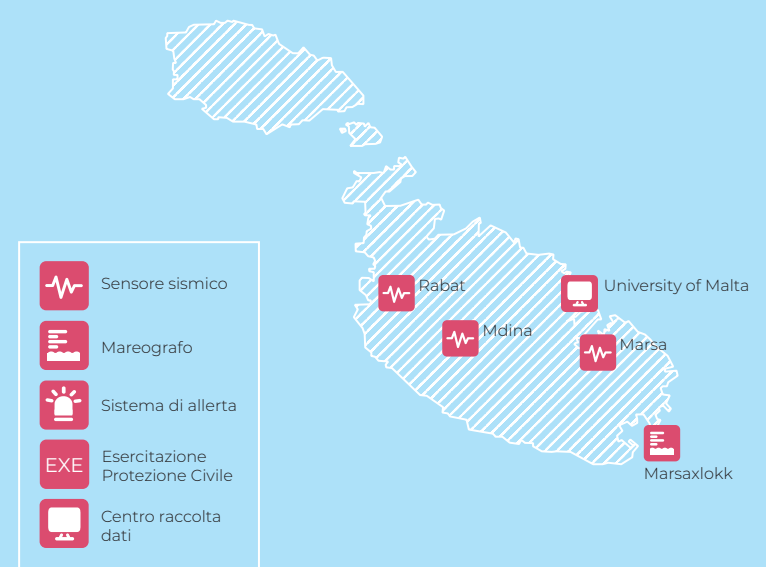 Rabat
University of Malta
Mdina
Marsa
Marsaxlokk
Sensore sismico
Mareografo
Sistema di allerta
EXE
Esercitazione
Protezione Civile
Centro raccolta
dati